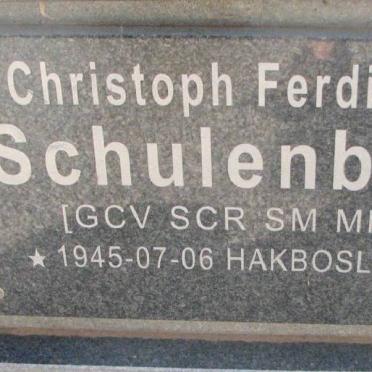 Christoph Ferdi
Schulenb
[GCV SCR SM M
★ 1945-07-06 HAKBOSL